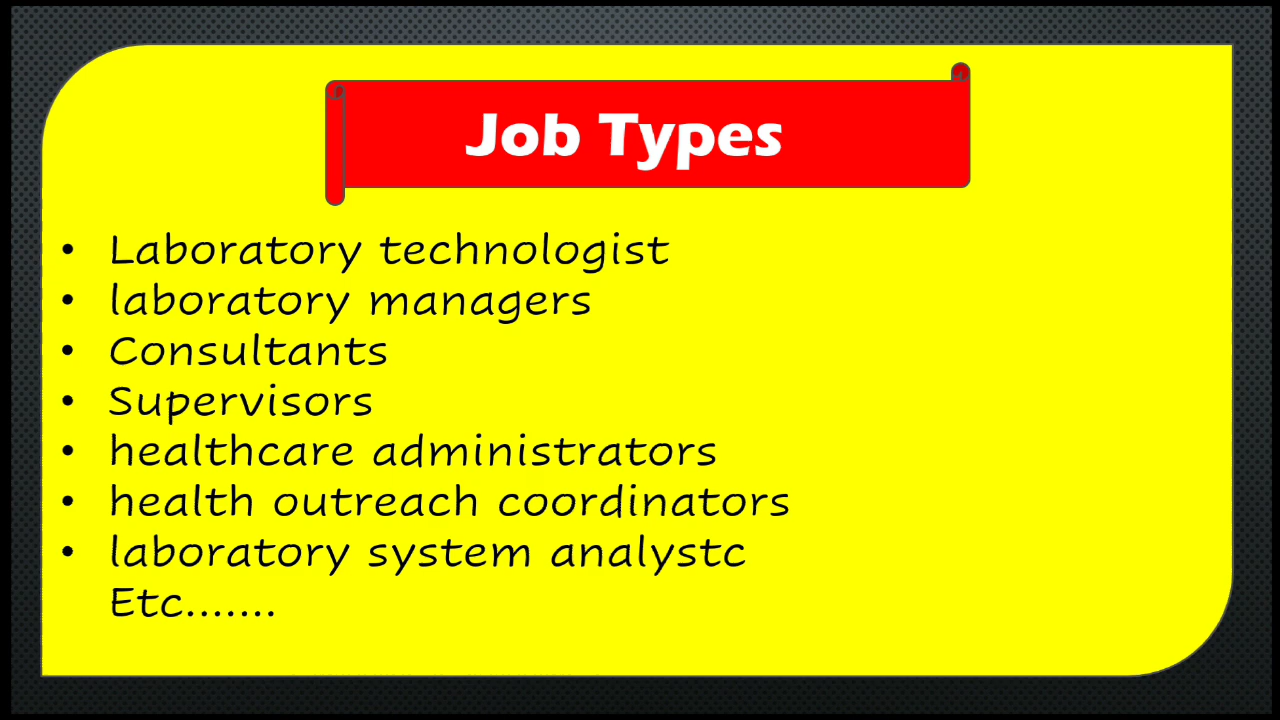 Job Types
• Laboratory technologist
• laboratory managers
• Consultants
• Supervisors
• healthcare administrators
• health outreach coordinators
• laboratory system analystc
Etc.......